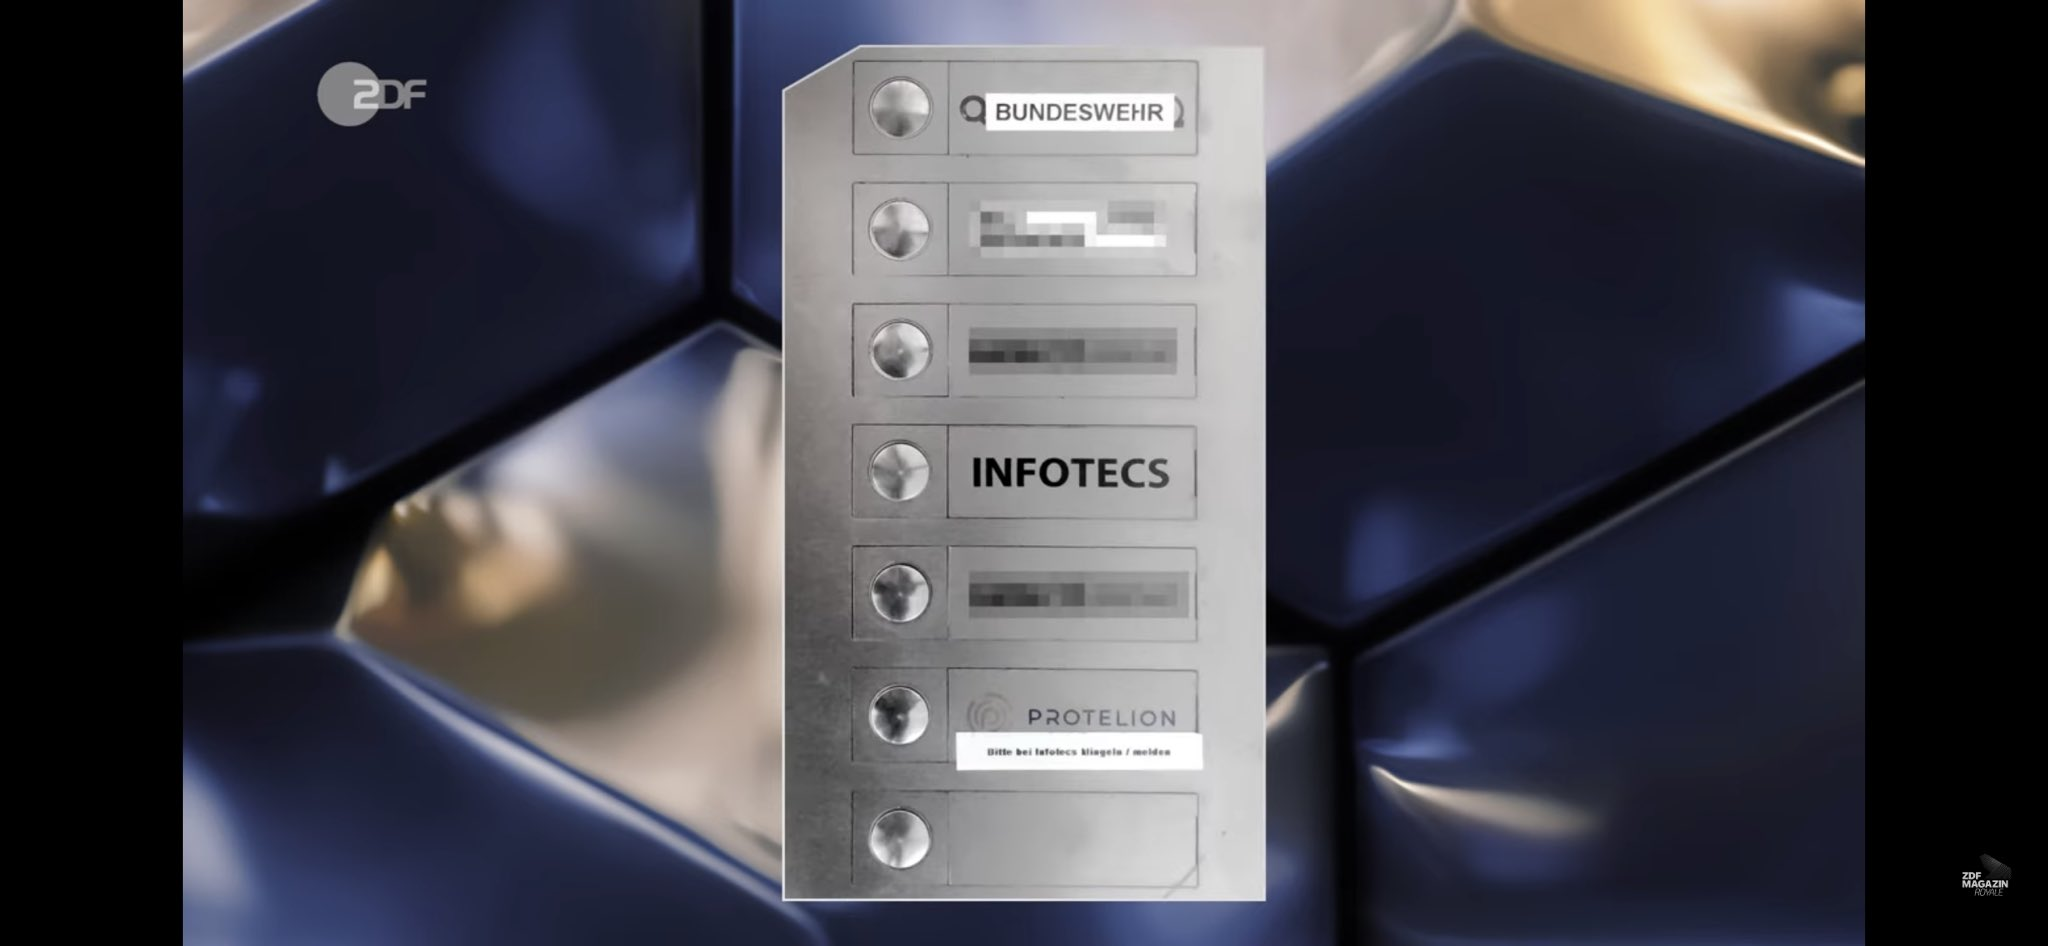 ZDF
BUNDESWEHR
INFOTECS
PROTELION
Bitte bei Infotecs klingeln / melden
ZDF
MAGAZIN
ROYALE